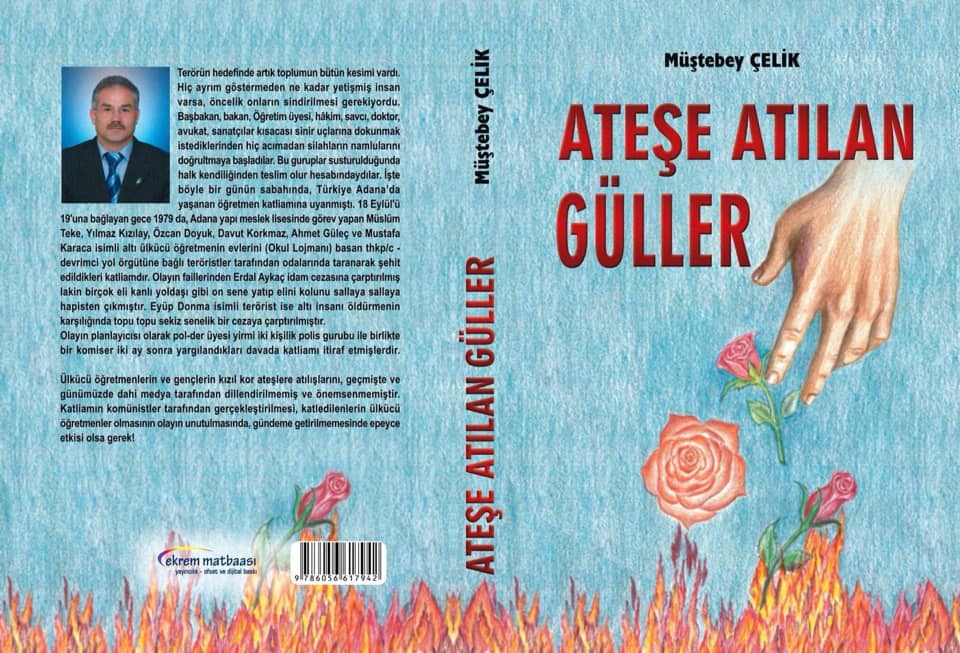 Terörün hedefinde artık toplumun bütün kesimi vardı.
Hiç ayrım göstermeden ne kadar yetişmiş insan
varsa, öncelik onların sindirilmesi gerekiyordu.
Başbakan, bakan, Öğretim üyesi, hâkim, savcı, doktor,
avukat, sanatçılar kısacası sinir uçlarına dokunmak
istediklerinden hiç acımadan silahların namlularını
doğrultmaya başladılar. Bu guruplar susturulduğunda
halk kendiliğinden teslim olur hesabındaydılar. İşte
böyle bir günün sabahında, Türkiye Adana'da
yaşanan öğretmen katliamına uyanmıştı. 18 Eylül'ü
19'una bağlayan gece 1979 da, Adana yapı meslek lisesinde görev yapan Müslüm
Teke, Yılmaz Kızılay, Özcan Doyuk, Davut Korkmaz, Ahmet Güleç ve Mustafa
Karaca isimli altı ülkücü öğretmenin evlerini (Okul Lojmanı) basan thkp/c -
devrimci yol örgütüne bağlı teröristler tarafından odalarında taranarak şehit
edildikleri katliamdır. Olayın faillerinden Erdal Aykaç idam cezasına çarptırılmış
lakin birçok eli kanlı yoldaşı gibi on sene yatıp elini kolunu sallaya sallaya
hapisten çıkmıştır. Eyüp Donma isimli terörist ise altı insanı öldürmenin
karşılığında topu topu sekiz senelik bir cezaya çarptırılmıştır.
Olayın planlayıcısı olarak pol-der üyesi yirmi iki kişilik polis gurubu ile birlikte
bir komiser iki ay sonra yargılandıkları davada katliamı itiraf etmişlerdir.
Ülkücü öğretmenlerin ve gençlerin kızıl kor ateşlere atılışlarını, geçmişte ve
günümüzde dahi medya tarafından dillendirilmemiş ve önemsenmemiştir.
Katliamın komünistler tarafından gerçekleştirilmesi, katledilenlerin ülkücü
öğretmenler olmasının olayın unutulmasında, gündeme getirilmemesinde epeyce
etkisi olsa gerek!
ekrem matbaası
yayıncılık - ofset ve dijital baskı
9 786056 617942
Müştebey ÇELİK
ATEŞE ATILAN GÜLLER
Müştebey ÇELİK
ATEŞE ATILAN
GÜLLER